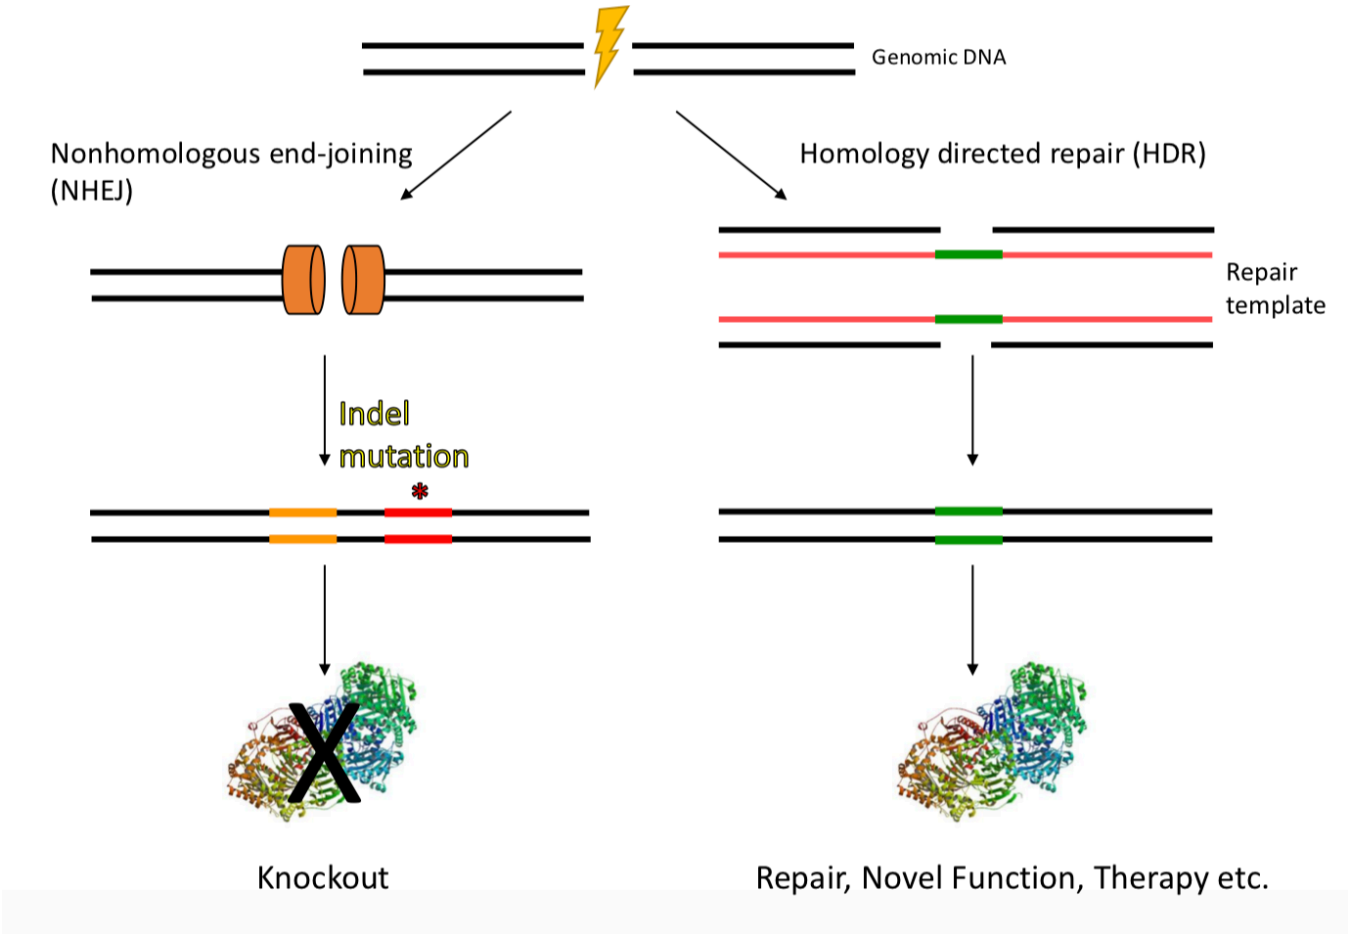 Genomic DNA
Nonhomologous end-joining
(NHEJ)
Homology directed repair (HDR)
Repair
template
Indel
mutation
*
X
Knockout
Repair, Novel Function, Therapy etc.